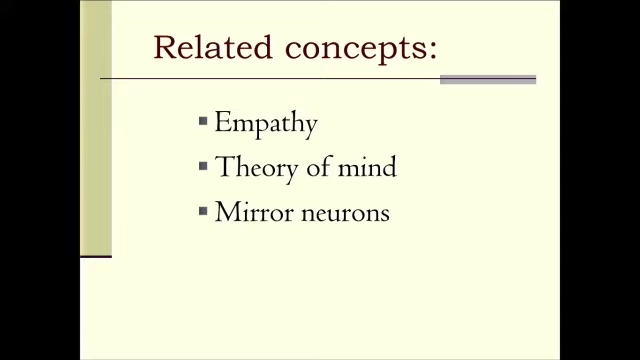 Related concepts:
Empathy
Theory of mind
Mirror neurons